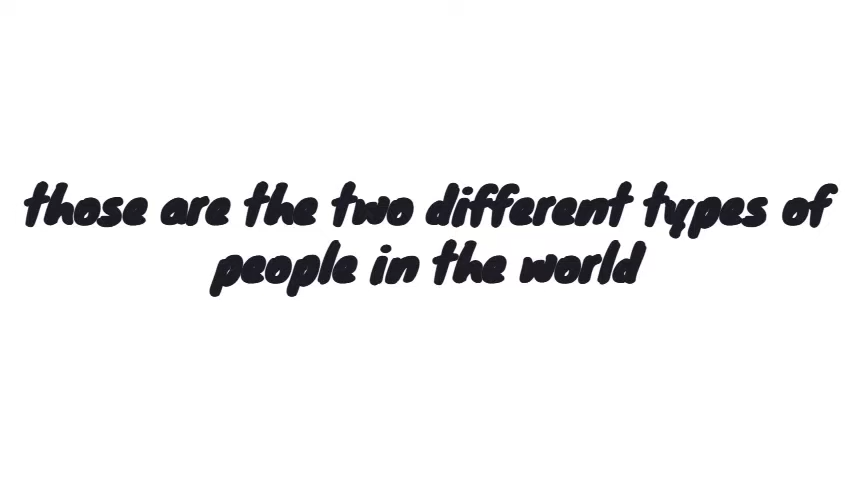 those are the two different types of
people in the world